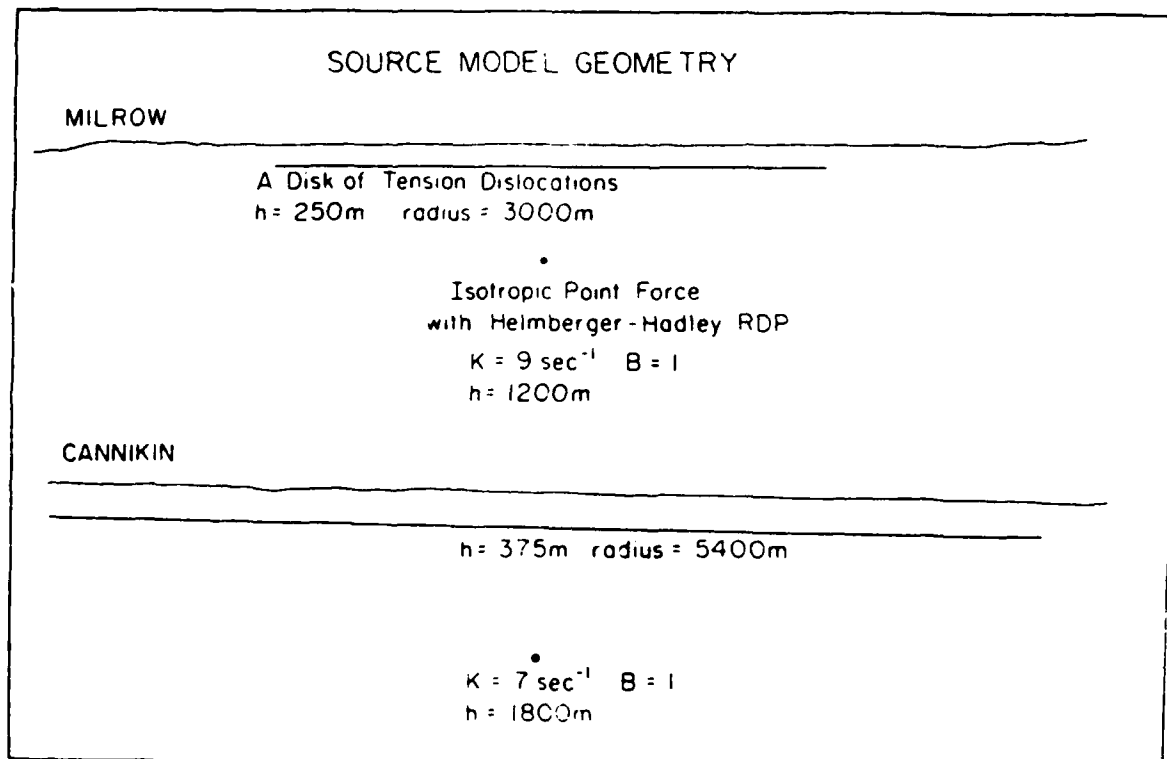 SOURCE MODEL GEOMETRY
MILROW
A Disk of Tension Dislocations
h = 250m radius = 3000m
Isotropic Point Force
with Helmberger-Hadley RDP
K = 9 sec⁻¹ B = 1
h = 1200m
CANNIKIN
h = 375m radius = 5400m
K = 7 sec⁻¹ B = 1
h = 1800m